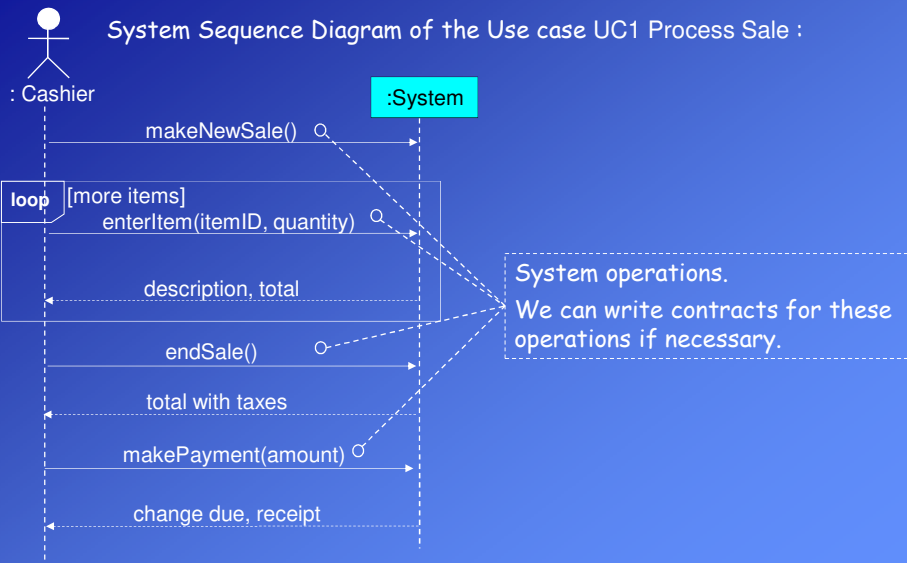 System Sequence Diagram of the Use case UC1 Process Sale :
: Cashier
:System
makeNewSale()
loop
[more items]
enterItem(itemID, quantity)
description, total
System operations.
We can write contracts for these
operations if necessary.
endSale()
total with taxes
makePayment(amount)
change due, receipt